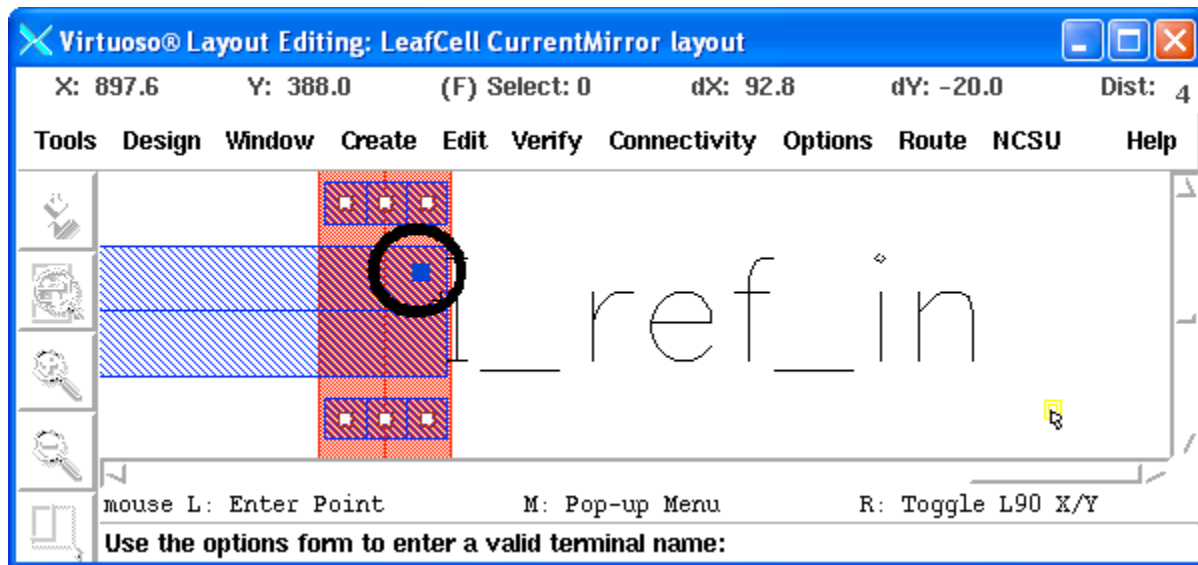 Virtuoso® Layout Editing: LeafCell CurrentMirror layout
X: 897.6 Y: 388.0 (F) Select: 0 dX: 92.8 dY: -20.0 Dist: 4
Tools Design Window Create Edit Verify Connectivity Options Route NCSU Help
I_ref_in
mouse L: Enter Point M: Pop-up Menu R: Toggle L90 X/Y
Use the options form to enter a valid terminal name: